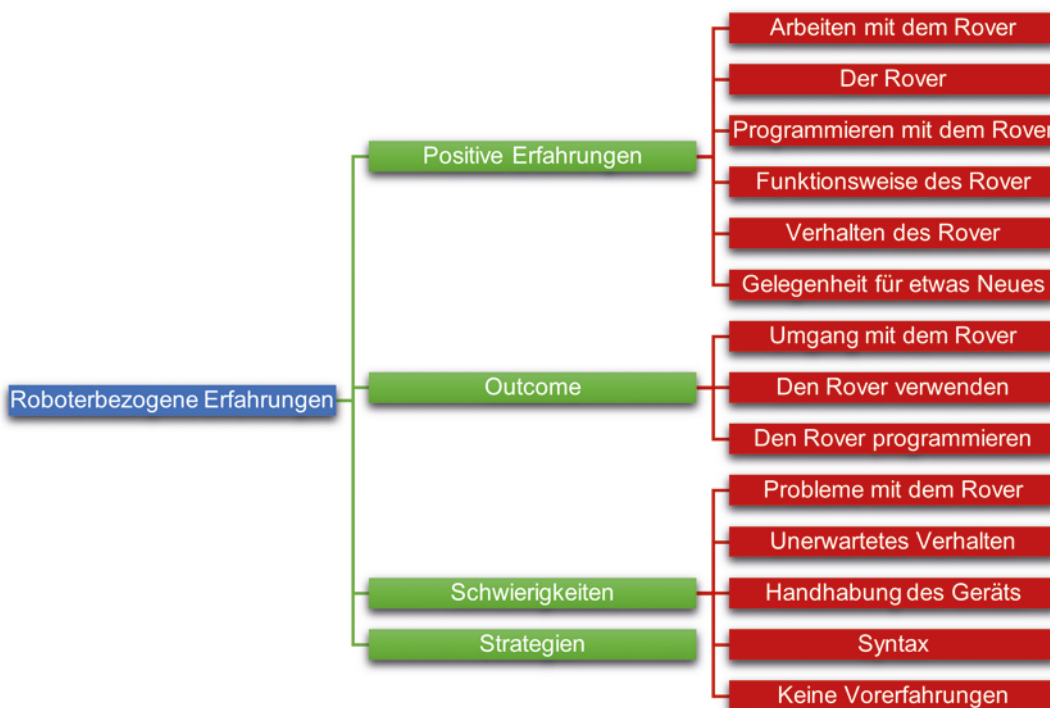 Roboterbezogene Erfahrungen
Positive Erfahrungen
Arbeiten mit dem Rover
Der Rover
Programmieren mit dem Rover
Funktionsweise des Rover
Verhalten des Rover
Gelegenheit für etwas Neues
Outcome
Umgang mit dem Rover
Den Rover verwenden
Den Rover programmieren
Schwierigkeiten
Probleme mit dem Rover
Unerwartetes Verhalten
Handhabung des Geräts
Syntax
Keine Vorerfahrungen
Strategien